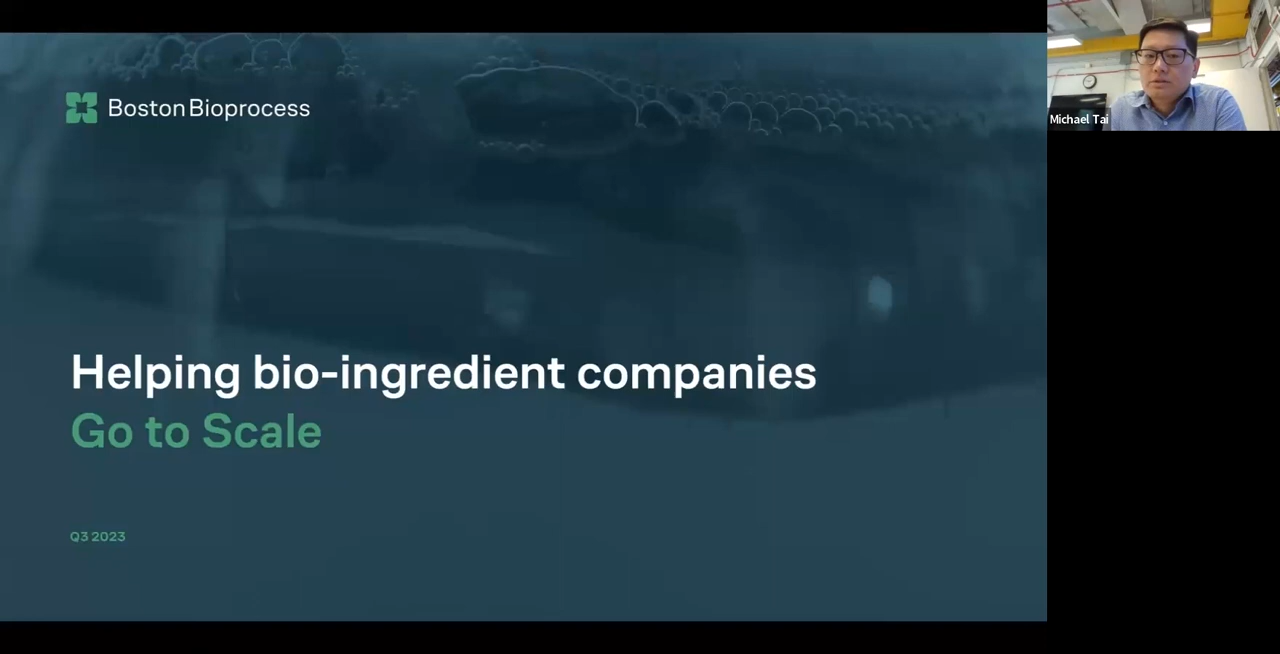 Boston Bioprocess
Helping bio-ingredient companies
Go to Scale
Q3 2023
Michael Tai